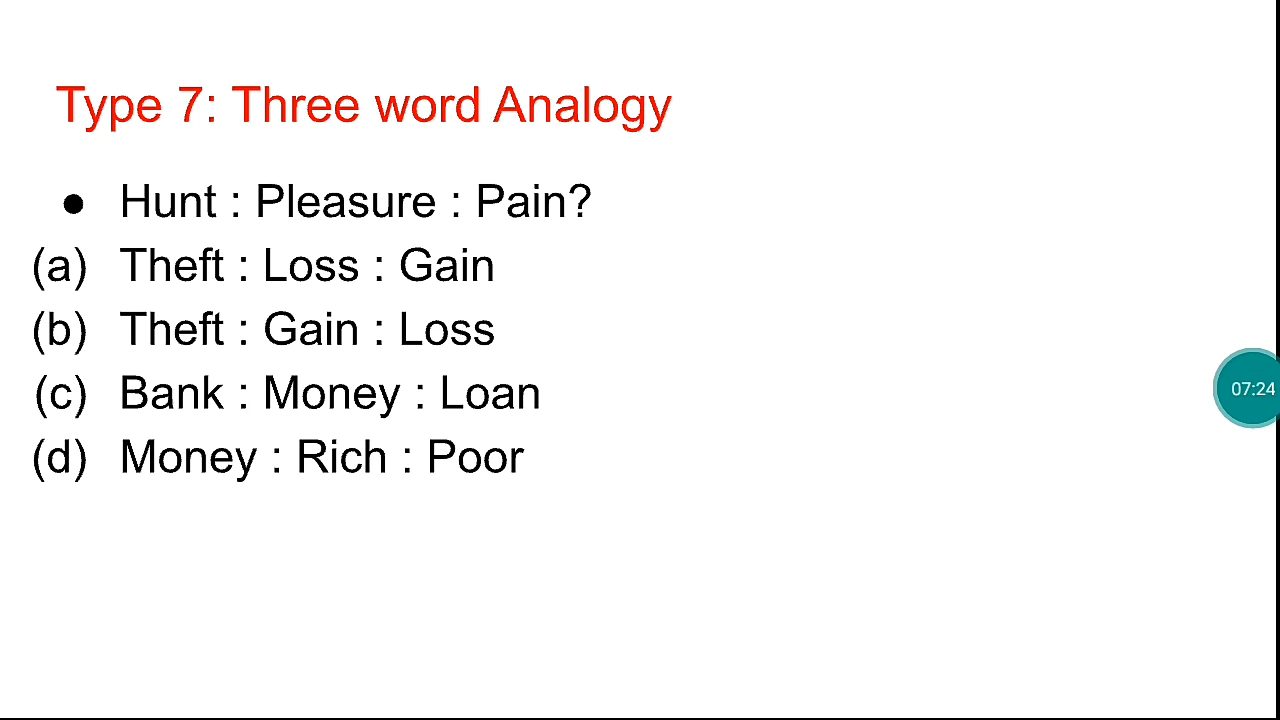 Type 7: Three word Analogy
● Hunt : Pleasure : Pain?
(a) Theft : Loss : Gain
(b) Theft : Gain : Loss
(c) Bank : Money : Loan
(d) Money : Rich : Poor
07:24